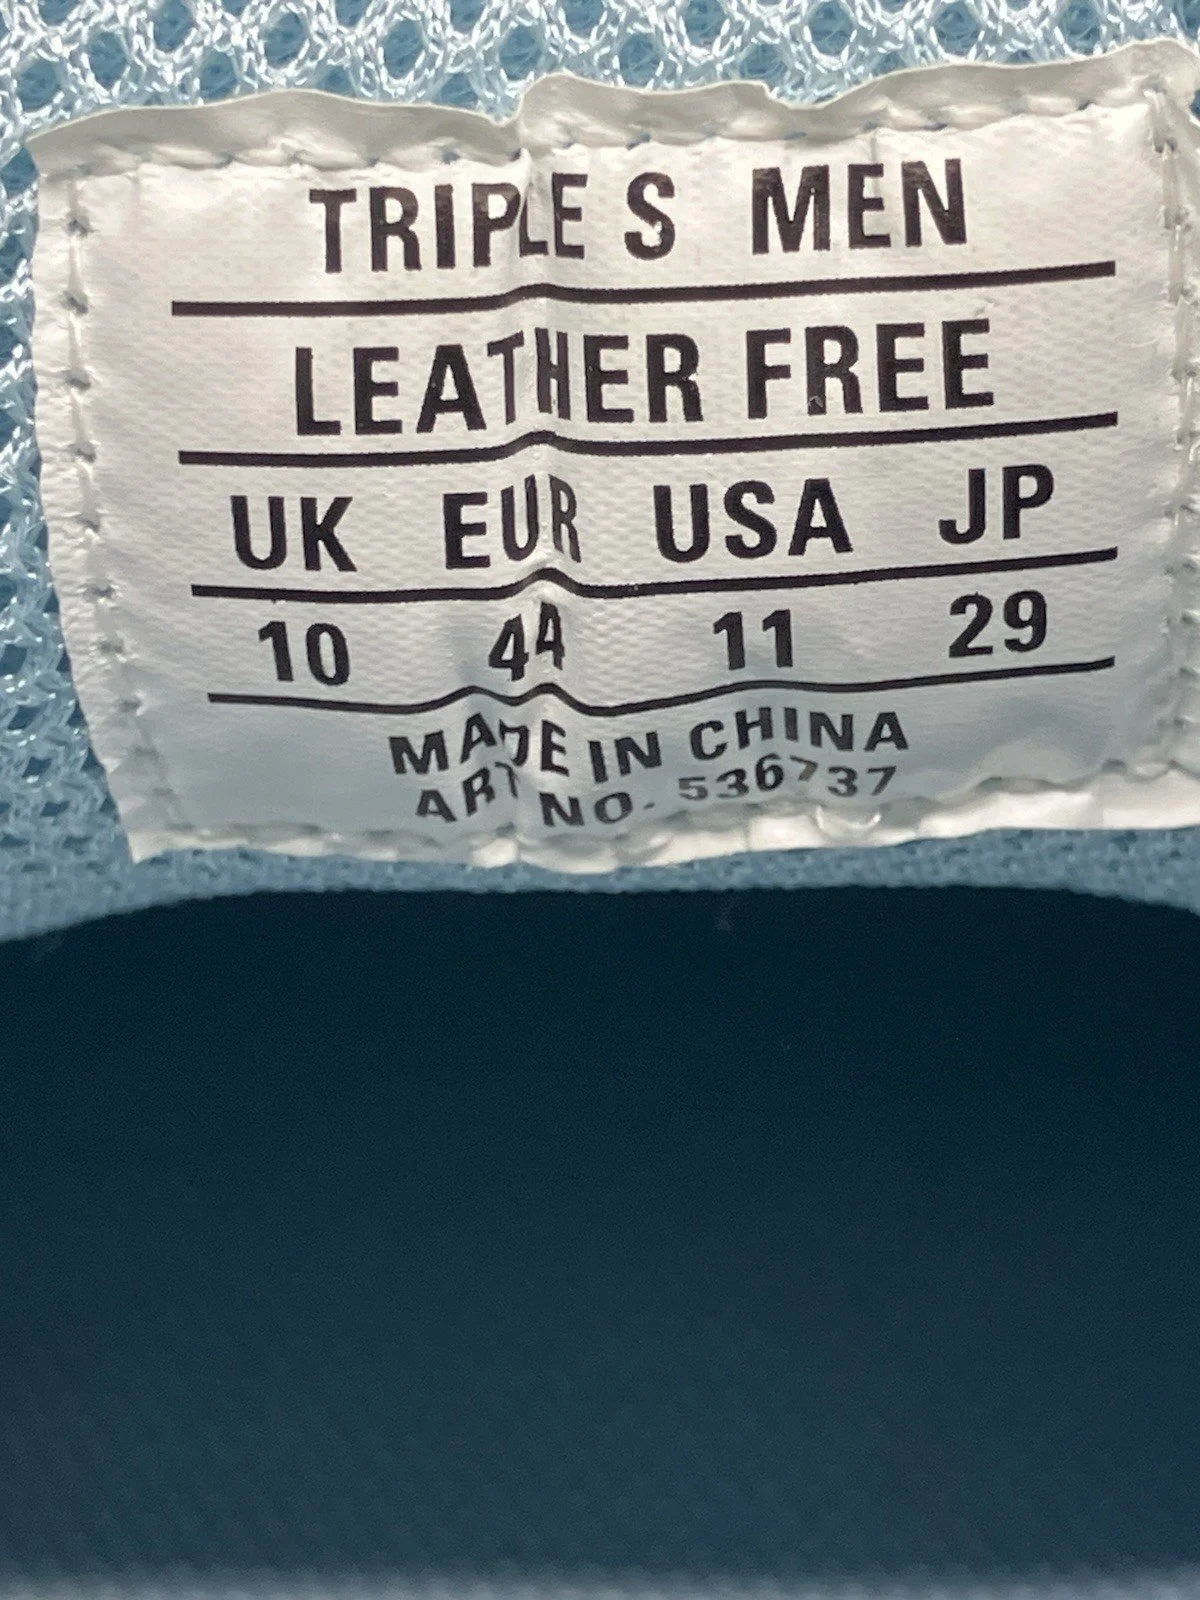 TRIPLE S MEN
LEATHER FREE
UK EUR USA JP
10 44 11 29
MADE IN CHINA
ART NO. 536737